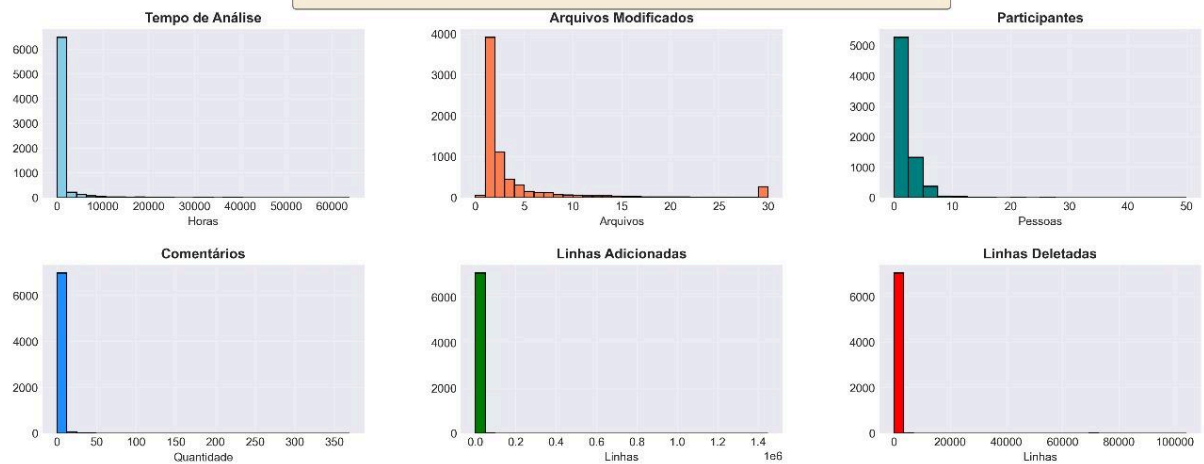 Tempo de Análise
6000
5000
4000
3000
2000
1000
0
0 10000 20000 30000 40000 50000 60000
Horas
Arquivos Modificados
4000
3000
2000
1000
0
0 5 10 15 20 25 30
Arquivos
Participantes
5000
4000
3000
2000
1000
0
0 10 20 30 40 50
Pessoas
Comentários
6000
4000
2000
0
0 50 100 150 200 250 300 350
Quantidade
Linhas Adicionadas
6000
4000
2000
0
0.0 0.2 0.4 0.6 0.8 1.0 1.2 1.4
Linhas
1e6
Linhas Deletadas
6000
4000
2000
0
0 20000 40000 60000 80000 100000
Linhas